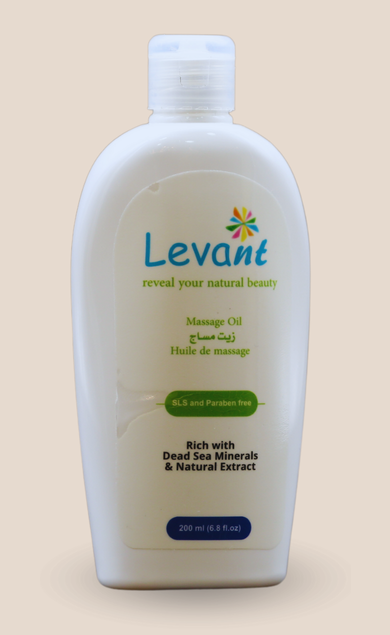 Levant
reveal your natural beauty
Massage Oil
زيت مساج
Huile de massage
SLS and Paraben free
Rich with
Dead Sea Minerals
& Natural Extract
200 ml (6.8 fl.oz)